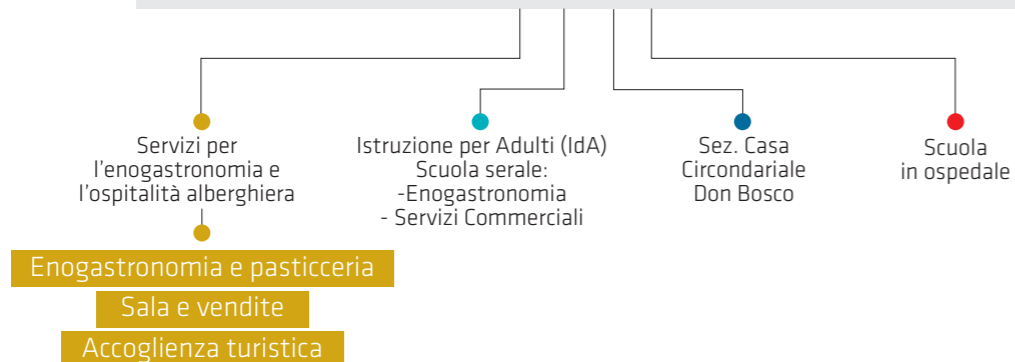 Servizi per
l'enogastronomia e
l'ospitalità alberghiera
Enogastronomia e pasticceria
Sala e vendite
Accoglienza turistica
Istruzione per Adulti (IdA)
Scuola serale:
-Enogastronomia
- Servizi Commerciali
Sez. Casa
Circondariale
Don Bosco
Scuola
in ospedale